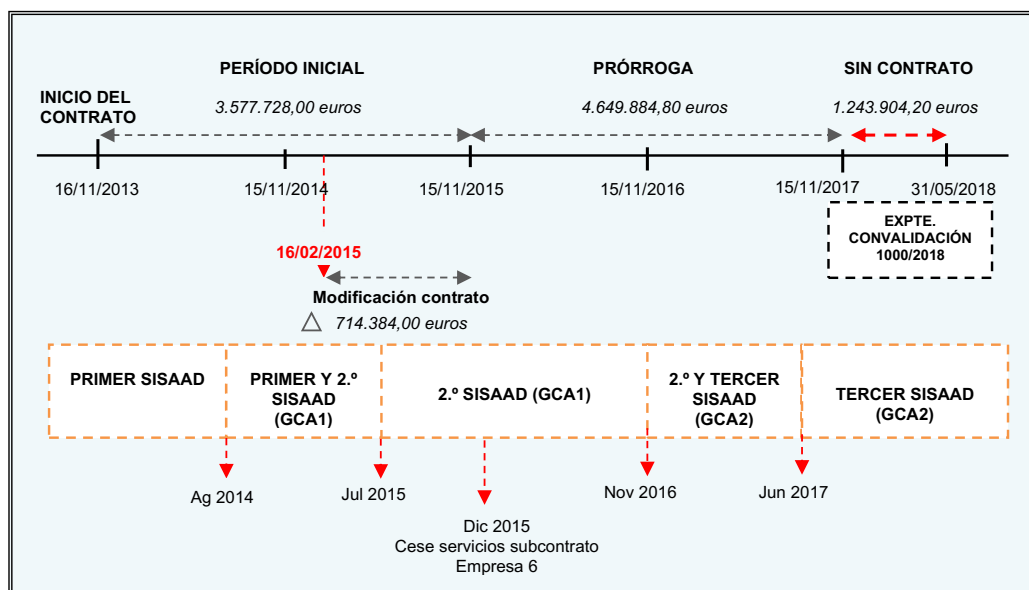 PERÍODO INICIAL
PRÓRROGA
SIN CONTRATO
INICIO DEL
CONTRATO
3.577.728,00 euros
4.649.884,80 euros
1.243.904,20 euros
16/11/2013
15/11/2014
15/11/2015
15/11/2016
15/11/2017
31/05/2018
EXPTE.
CONVALIDACIÓN
1000/2018
16/02/2015
Modificación contrato
714.384,00 euros
PRIMER SISAAD
PRIMER Y 2.º
SISAAD
(GCA1)
2.º SISAAD (GCA1)
2.º Y TERCER
SISAAD
(GCA2)
TERCER SISAAD
(GCA2)
Ag 2014
Jul 2015
Dic 2015
Cese servicios subcontrato
Empresa 6
Nov 2016
Jun 2017